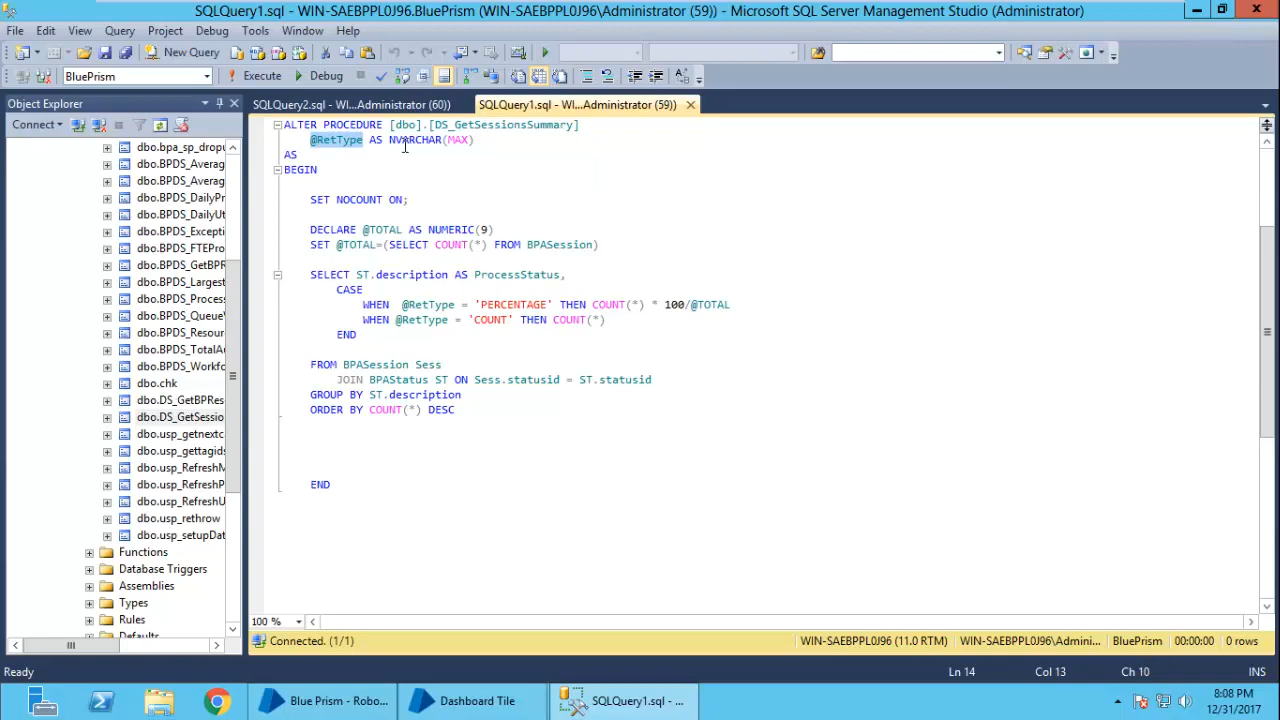 SQLQuery1.sql - WIN-SAEBPPL0J96.BluePrism (WIN-SAEBPPL0J96\Administrator (59)) - Microsoft SQL Server Management Studio (Administrator)
File Edit View Query Project Debug Tools Window Help
New Query
BluePrism Execute Debug
Object Explorer
SQLQuery2.sql - WI...Administrator (60))
SQLQuery1.sql - WI...Administrator (59))
Connect
dbo.bpa_sp_dropu
dbo.BPDS_Averag
dbo.BPDS_Averag
dbo.BPDS_DailyPr
dbo.BPDS_DailyUt
dbo.BPDS_Excepti
dbo.BPDS_FTEPro
dbo.BPDS_GetBPR
dbo.BPDS_Largest
dbo.BPDS_Process
dbo.BPDS_QueueV
dbo.BPDS_Resour
dbo.BPDS_TotalAu
dbo.BPDS_Workfo
dbo.chk
dbo.DS_GetBPRes
dbo.DS_GetSessio
dbo.usp_getnextc
dbo.usp_gettagids
dbo.usp_RefreshM
dbo.usp_RefreshP
dbo.usp_RefreshU
dbo.usp_rethrow
dbo.usp_setupDat
Functions
Database Triggers
Assemblies
Types
Rules
Defaults
ALTER PROCEDURE [dbo].[DS_GetSessionsSummary]
@RetType AS NVARCHAR(MAX)
AS
BEGIN
SET NOCOUNT ON;
DECLARE @TOTAL AS NUMERIC(9)
SET @TOTAL=(SELECT COUNT(*) FROM BPASession)
SELECT ST.description AS ProcessStatus,
CASE
WHEN @RetType = 'PERCENTAGE' THEN COUNT(*) * 100/@TOTAL
WHEN @RetType = 'COUNT' THEN COUNT(*)
END
FROM BPASession Sess
JOIN BPAStatus ST ON Sess.statusid = ST.statusid
GROUP BY ST.description
ORDER BY COUNT(*) DESC
END
100 %
Connected. (1/1)
WIN-SAEBPPL0J96 (11.0 RTM) WIN-SAEBPPL0J96\Admini... BluePrism 00:00:00 0 rows
Ready Ln 14 Col 13 Ch 10 INS
Blue Prism - Robo...
Dashboard Tile
SQLQuery1.sql - ...
8:08 PM
12/31/2017